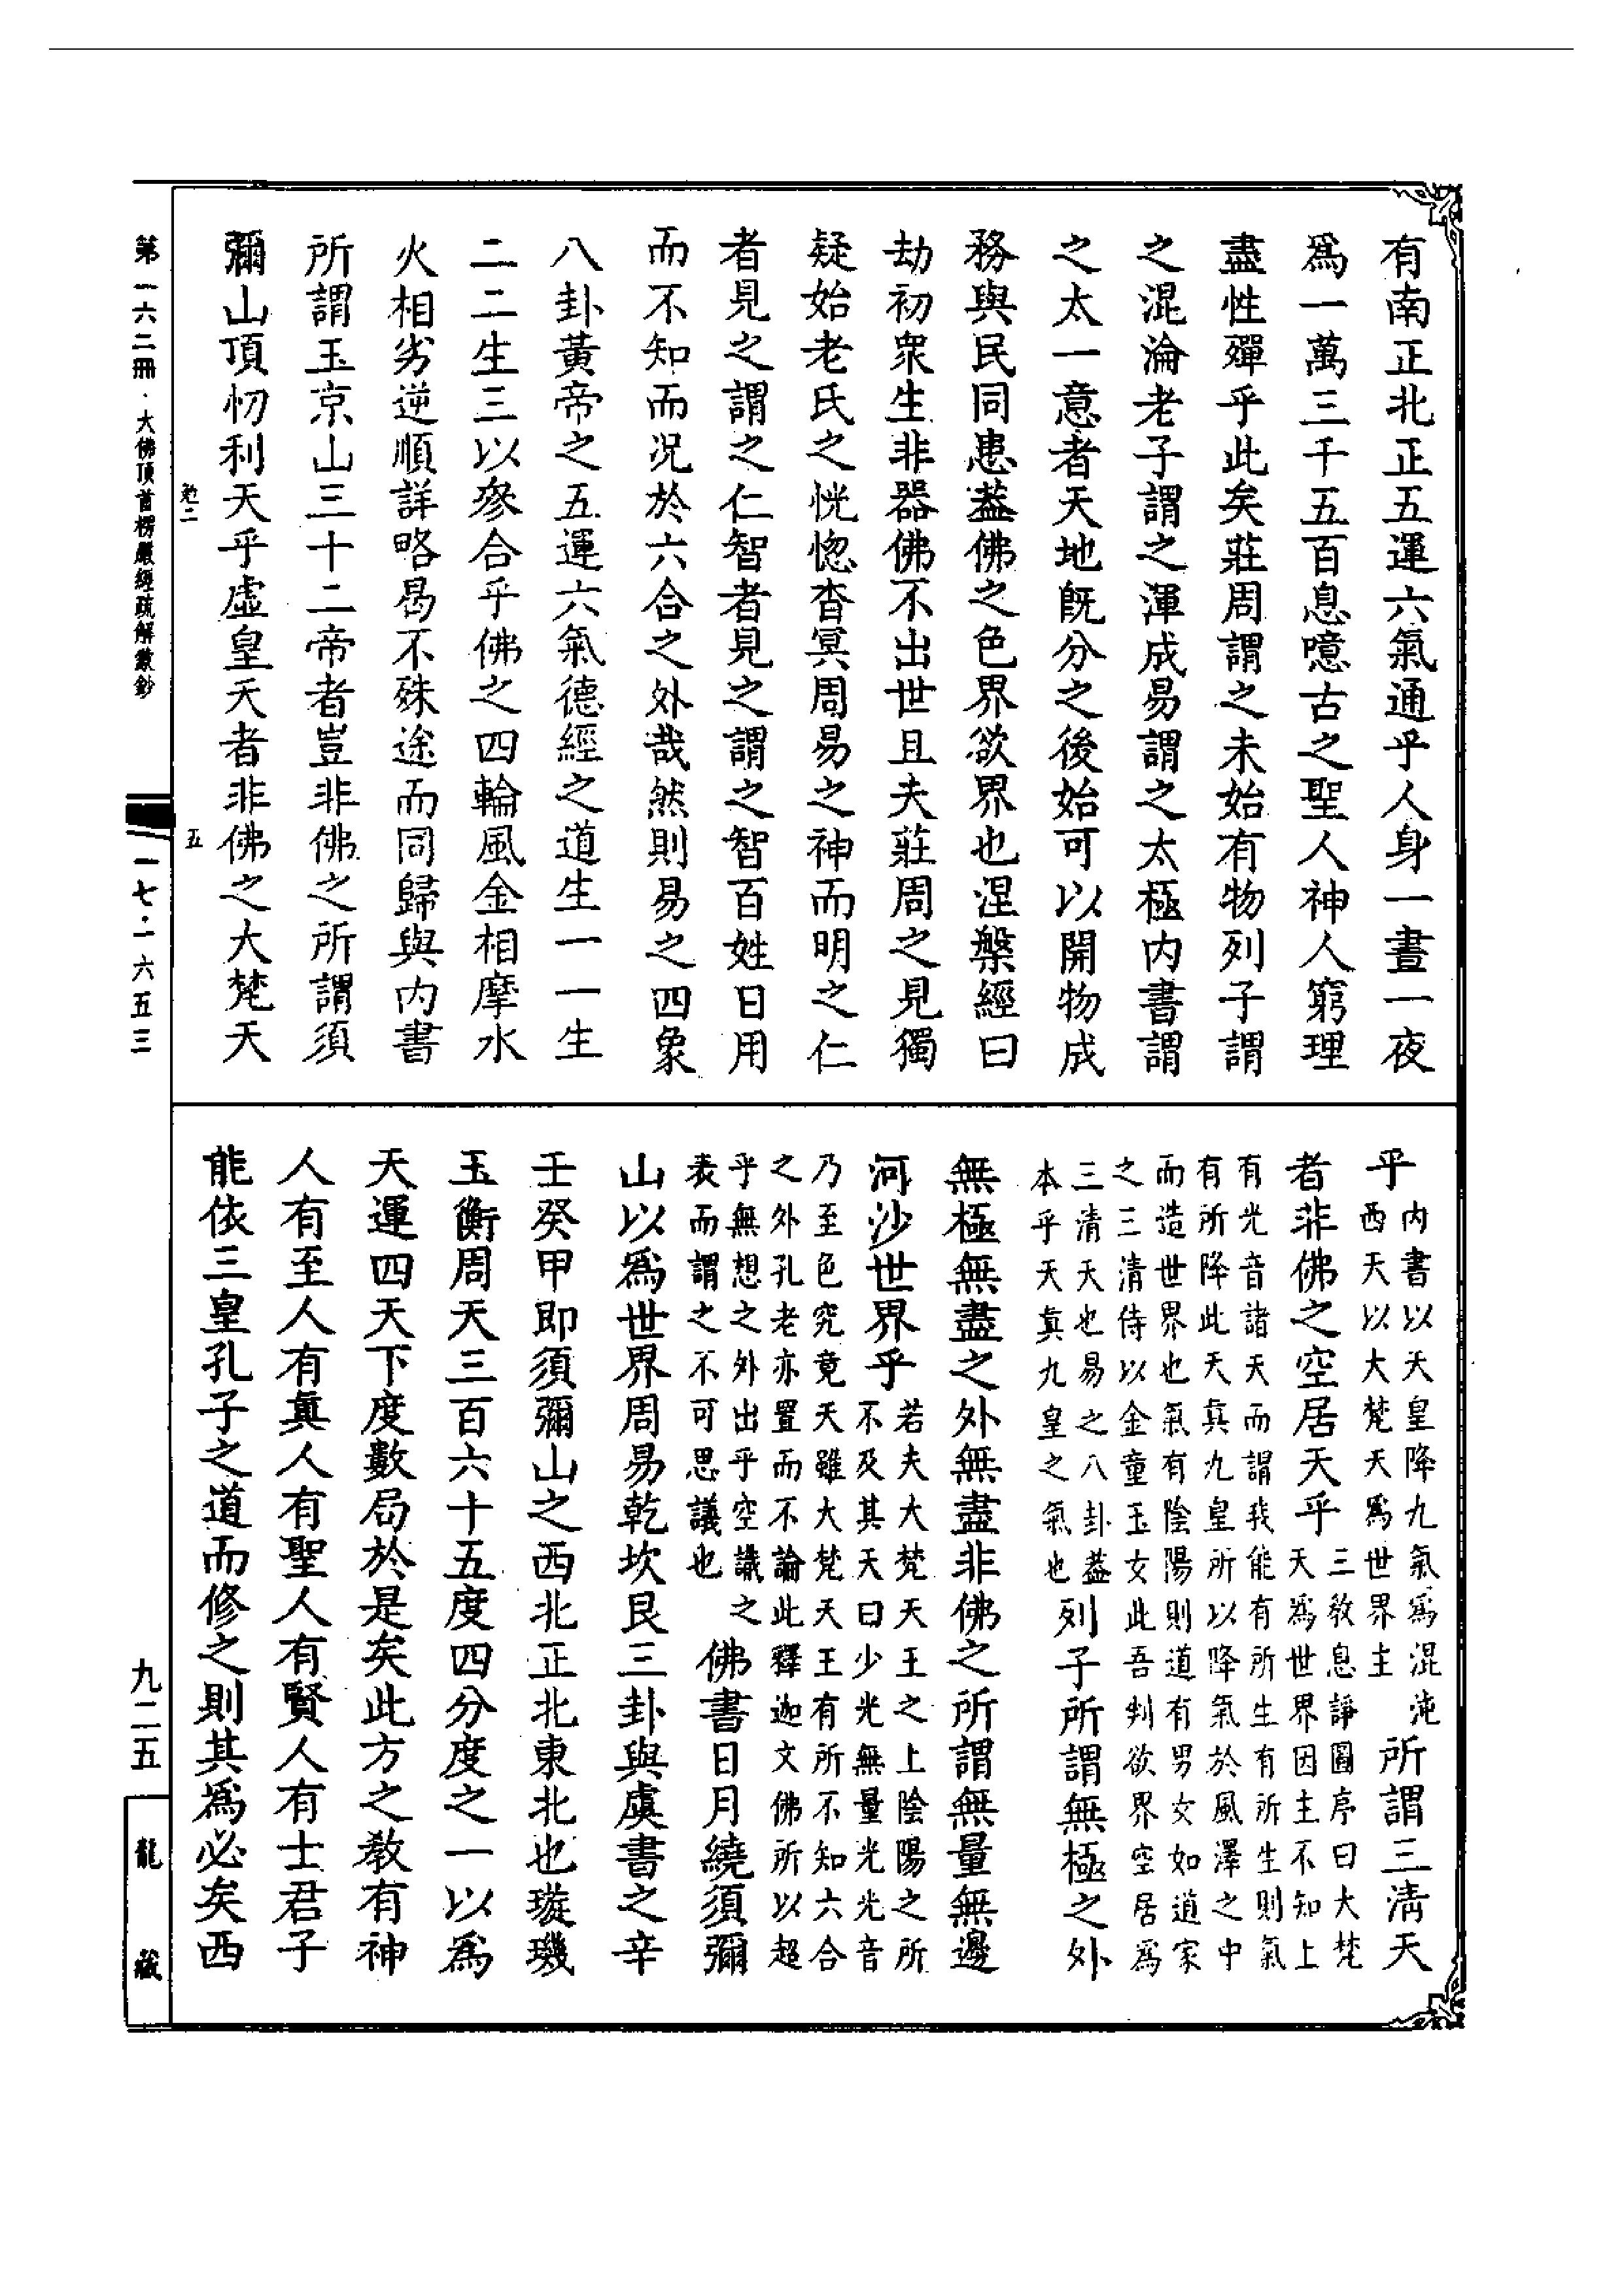 有南正北正五運六氣通乎人身一晝一夜
爲一萬三千五百息噫古之聖人神人窮理
盡性殫乎此矣莊周謂之未始有物列子謂
之混淪老子謂之渾成易謂之太極内書謂
之太一意者天地旣分之後始可以開物成
務與民同患葢佛之色界欲界也涅槃經曰
劫初衆生非器佛不出世且夫莊周之見獨
疑始老氏之恍惚杳冥周易之神而明之仁
者見之謂之仁智者見之謂之智百姓日用
而不知而况於六合之外哉然則易之四象
八卦黃帝之五運六氣德經之道生一一生
二二生三以叅合乎佛之四輪風金相摩水
火相劣逆順詳略曷不殊途而同歸與内書
所謂玉京山三十二帝者豈非佛之所謂須
彌山頂忉利天乎虛皇天者非佛之大梵天
乎
内書以天皇降九氣爲混沌
西天以大梵天爲世界主
所謂三淸天
者非佛之空居天乎
三敎息諍圖序曰大梵
天爲世界因主不知上
有光音諸天而謂我能有所生有所生則氣
有所降此天眞九皇所以降氣於風澤之中
而造世界也氣有陰陽則道有男女如道家
之三清侍以金童玉女此吾判欲界空居爲
三清天也易之八卦葢
本乎天真九皇之氣也
列子所謂無極之外
無極無盡之外無盡非佛之所謂無量無邊
河沙世界乎
若夫大梵天王之上陰陽之所
不及其天曰少光無量光光音
乃至色究竟天雖大梵天王有所不知六合
之外孔老亦置而不論此釋迦文佛所以超
乎無想之外出乎空識之
表而謂之不可思議也
佛書日月繞須彌
山以爲世界周易乾坎艮三卦與虞書之辛
壬癸甲即須彌山之西北正北東北也璇璣
玉衡周天三百六十五度四分度之一以爲
天運四天下度數局於是矣此方之敎有神
人有至人有眞人有聖人有賢人有士君子
能依三皇孔子之道而修之則其爲必矣西
第一六二冊·大佛頂首楞嚴經疏解蒙鈔
五
九二五
龍藏